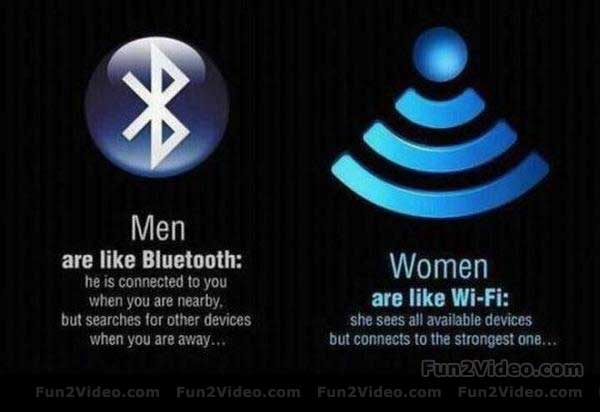 Men
are like Bluetooth:
he is connected to you
when you are nearby,
but searches for other devices
when you are away...
Women
are like Wi-Fi:
she sees all available devices
but connects to the strongest one...
Fun2Video.com
Fun2Video.com Fun2Video.com Fun2Video.com Fun2Video.com